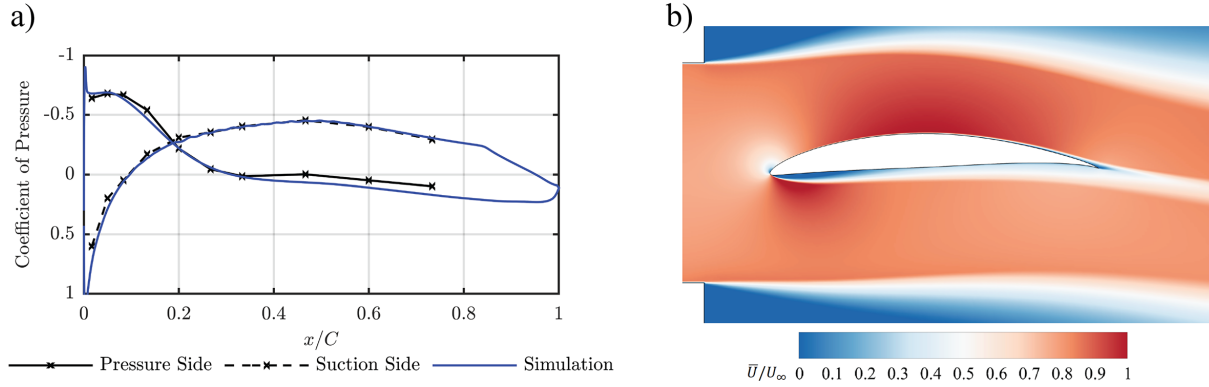 a)
-1
-0.5
0
0.5
1
Coefficient of Pressure
0 0.2 0.4 0.6 0.8 1
x/C
Pressure Side Suction Side Simulation
b)
U̅/U∞ 0 0.1 0.2 0.3 0.4 0.5 0.6 0.7 0.8 0.9 1